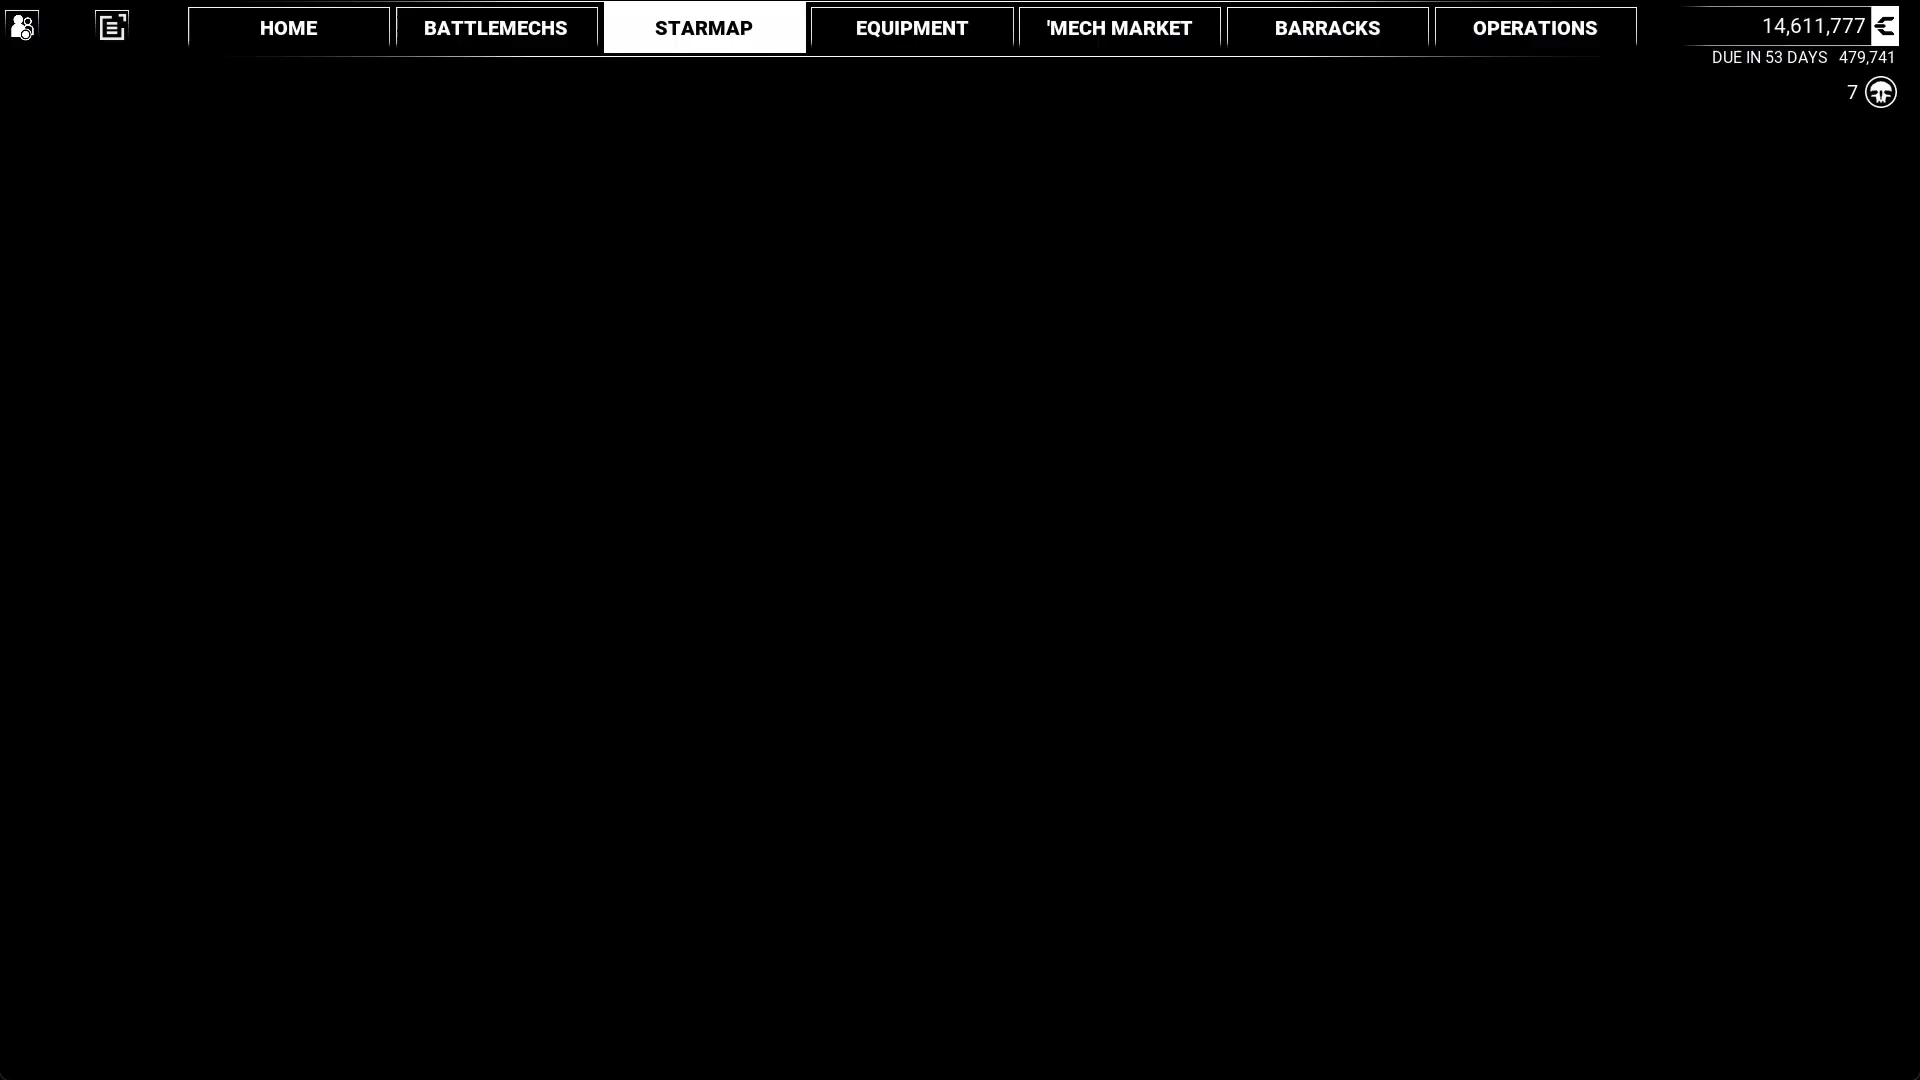 HOME BATTLEMECHS STARMAP EQUIPMENT 'MECH MARKET BARRACKS OPERATIONS 14,611,777
DUE IN 53 DAYS 479,741
7